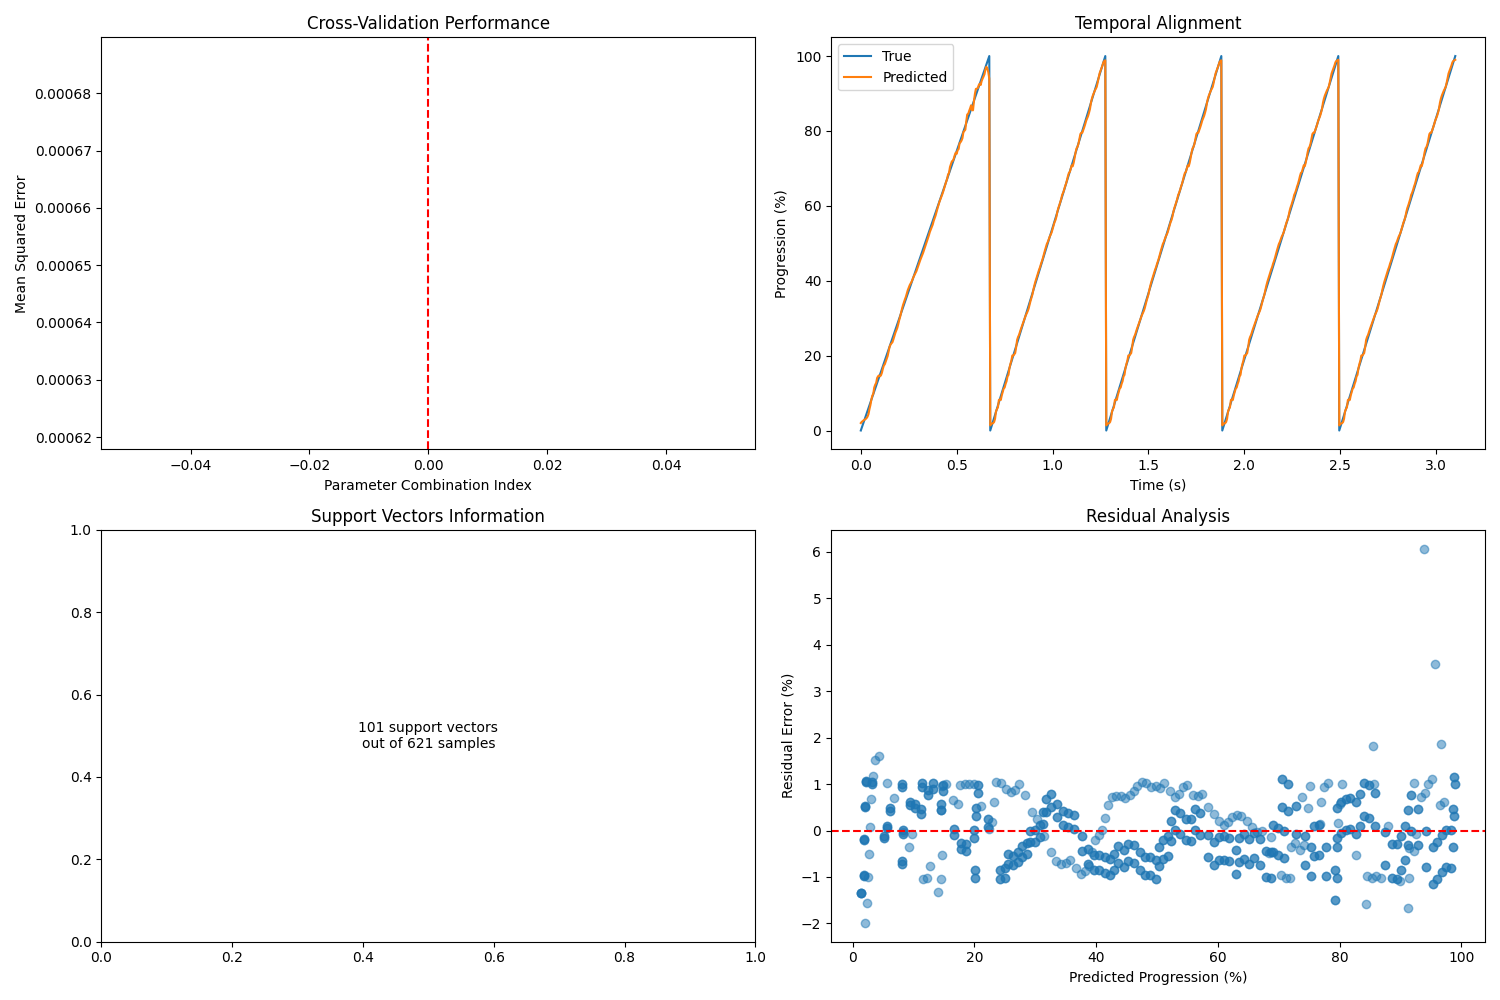 Cross-Validation Performance
Mean Squared Error
0.00068
0.00067
0.00066
0.00065
0.00064
0.00063
0.00062
−0.04 −0.02 0.00 0.02 0.04
Parameter Combination Index
Temporal Alignment
True
Predicted
Progression (%)
100
80
60
40
20
0
0.0 0.5 1.0 1.5 2.0 2.5 3.0
Time (s)
Support Vectors Information
1.0
0.8
0.6
0.4
0.2
0.0
101 support vectors
out of 621 samples
0.0 0.2 0.4 0.6 0.8 1.0
Residual Analysis
Residual Error (%)
6
5
4
3
2
1
0
−1
−2
0 20 40 60 80 100
Predicted Progression (%)